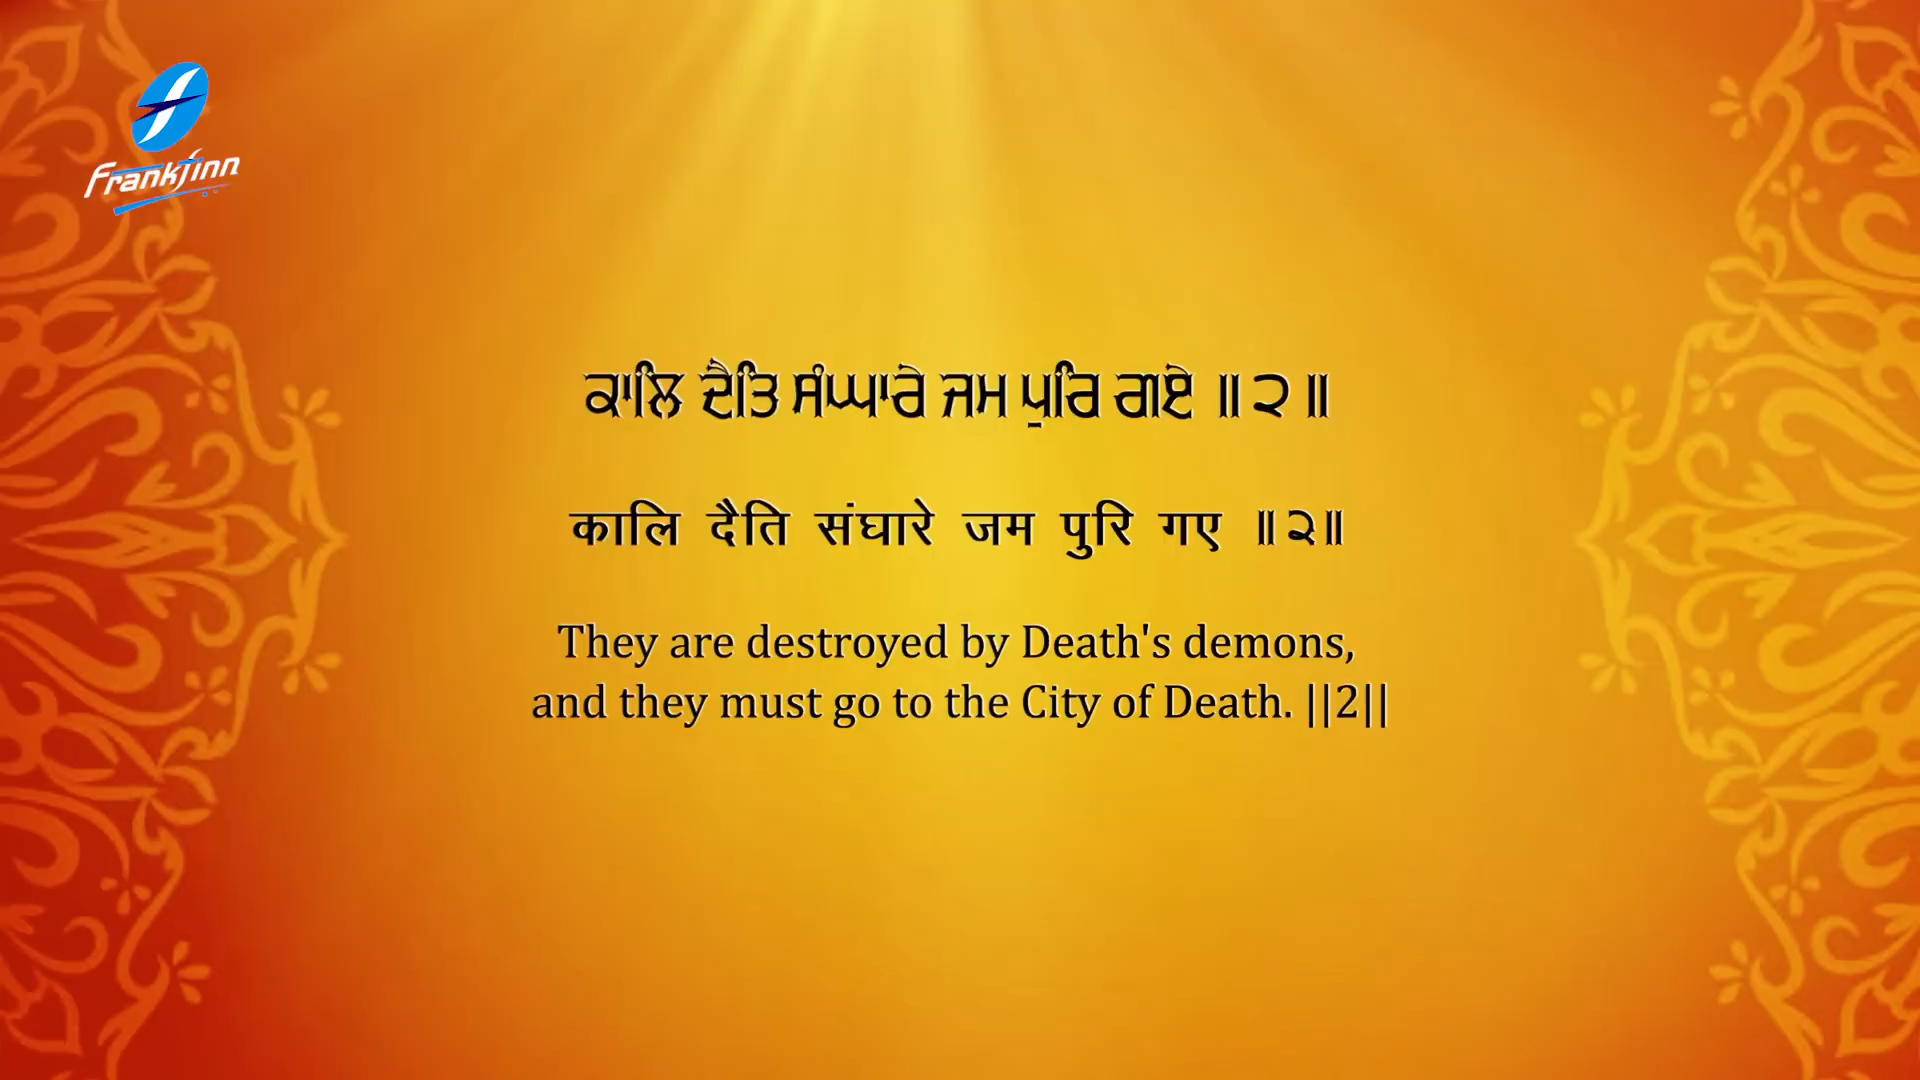 Frankfinn
ਕਾਲਿ ਦੈਤਿ ਸੰਘਾਰੇ ਜਮ ਪੁਰਿ ਗਏ ॥੨॥
कालि दैति संघारे जम पुरि गए ॥२॥
They are destroyed by Death's demons,
and they must go to the City of Death. ||2||